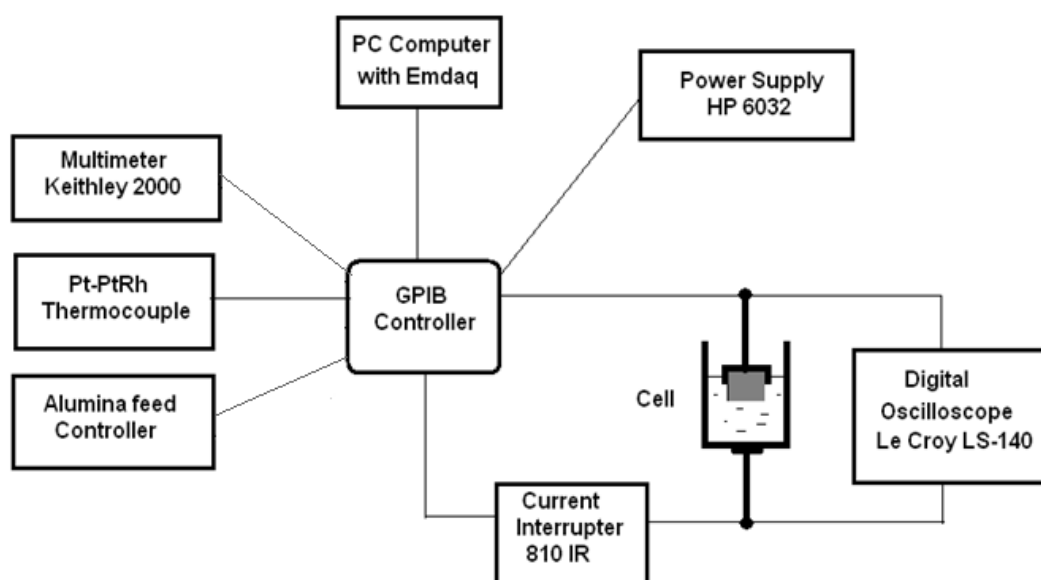 PC Computer
with Emdaq
Power Supply
HP 6032
Multimeter
Keithley 2000
Pt-PtRh
Thermocouple
GPIB
Controller
Alumina feed
Controller
Cell
Digital
Oscilloscope
Le Croy LS-140
Current
Interrupter
810 IR